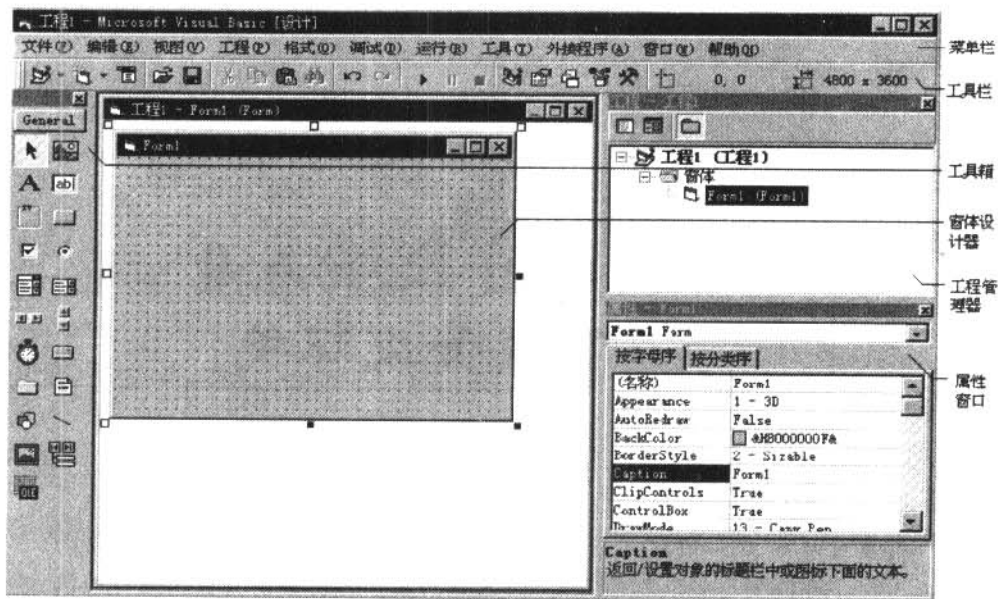 工程1 - Microsoft Visual Basic [设计]
文件(F) 编辑(E) 视图(V) 工程(P) 格式(O) 调试(D) 运行(R) 工具(T) 外接程序(A) 窗口(W) 帮助(H)
菜单栏
0, 0
4800 x 3600
工具栏
General
工程1 - Form1 (Form)
Form1
工程1 (工程1)
窗体
Form1 (Form1)
工具箱
窗体设
计器
工程管
理器
Form1 Form
按字母序 按分类序
属性
窗口
(名称) Form1
Appearance 1 - 3D
AutoRedraw False
BackColor &H8000000F&
BorderStyle 2 - Sizable
Caption Form1
ClipControls True
ControlBox True
DrawMode 13 - Copy Pen
Caption
返回/设置对象的标题栏中或图标下面的文本。
A
ab|
OLE